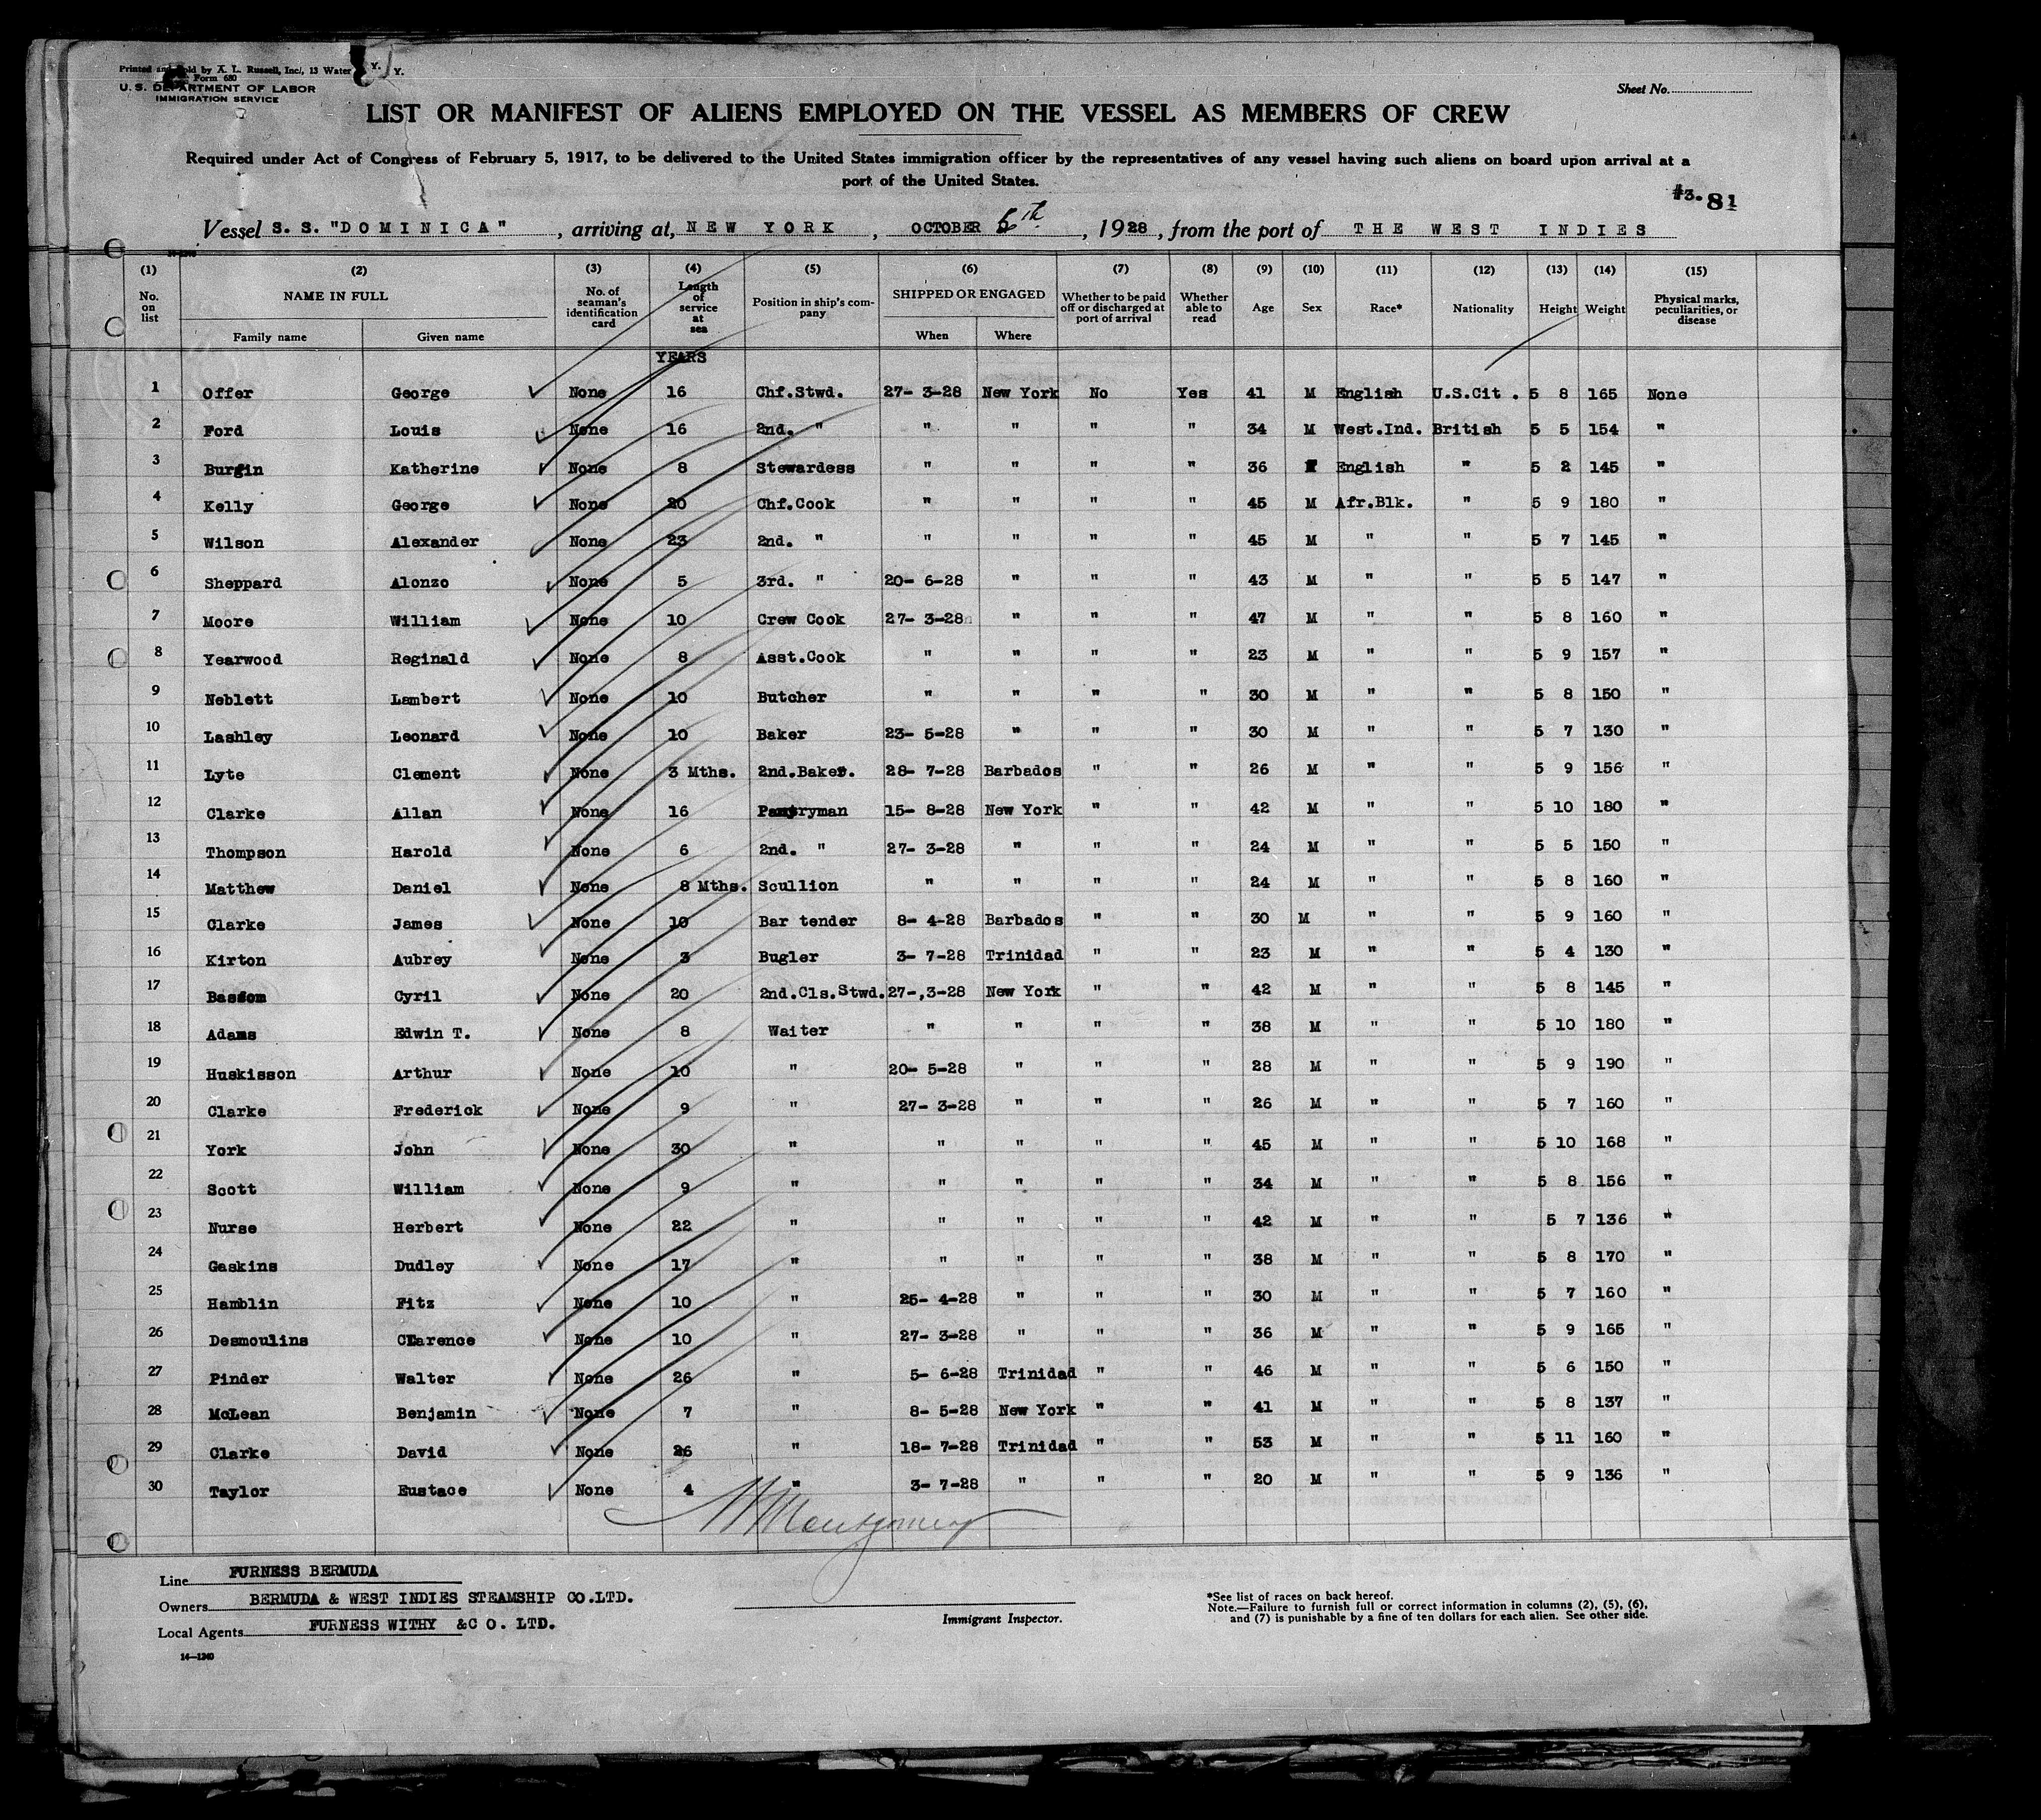 Printed and Sold by A. L. Russell, Inc., 13 Water Y. Y.
Form 680
U. S. DEPARTMENT OF LABOR
IMMIGRATION SERVICE
Sheet No.
LIST OR MANIFEST OF ALIENS EMPLOYED ON THE VESSEL AS MEMBERS OF CREW
Required under Act of Congress of February 5, 1917, to be delivered to the United States immigration officer by the representatives of any vessel having such aliens on board upon arrival at a
port of the United States.
#3. 81
Vessel S. S. "DOMINICA", arriving at, NEW YORK, OCTOBER th, 1928, from the port of THE WEST INDIES
(1) (2) (3) (4) (5) (6) (7) (8) (9) (10) (11) (12) (13) (14) (15)
No. on list NAME IN FULL Family name Given name No. of seaman's identification card Length of service at sea Position in ship's company SHIPPED OR ENGAGED When Where Whether to be paid off or discharged at port of arrival Whether able to read Age Sex Race* Nationality Height Weight Physical marks, peculiarities, or disease
YEARS
1 Offer George None 16 Chf.Stwd. 27- 3-28 New York No Yes 41 M English U.S.Cit. 5 8 165 None
2 Ford Louis None 16 2nd. " " " " " 34 M West.Ind. British 5 5 154 "
3 Burgin Katherine None 8 Stewardess " " " " 36 F English " 5 2 145 "
4 Kelly George None 20 Chf.Cook " " " " 45 M Afr.Blk. " 5 9 180 "
5 Wilson Alexander None 23 2nd. " " " " " 45 M " " 5 7 145 "
6 Sheppard Alonzo None 5 3rd. " 20- 6-28 " " " 43 M " " 5 5 147 "
7 Moore William None 10 Crew Cook 27- 3-28 " " " 47 M " " 5 8 160 "
8 Yearwood Reginald None 8 Asst.Cook " " " " 23 M " " 5 9 157 "
9 Neblett Lambert None 10 Butcher " " " " 30 M " " 5 8 150 "
10 Lashley Leonard None 10 Baker 23- 5-28 " " " 30 M " " 5 7 130 "
11 Lyte Clement None 3 Mths. 2nd.Baker. 28- 7-28 Barbados " " 26 M " " 5 9 156 "
12 Clarke Allan None 16 Pantryman 15- 8-28 New York " " 42 M " " 5 10 180 "
13 Thompson Harold None 6 2nd. " 27- 3-28 " " " 24 M " " 5 5 150 "
14 Matthew Daniel None 8 Mths. Scullion " " " " 24 M " " 5 8 160 "
15 Clarke James None 10 Bar tender 8- 4-28 Barbados " " 30 M " " 5 9 160 "
16 Kirton Aubrey None 3 Bugler 3- 7-28 Trinidad " " 23 M " " 5 4 130 "
17 Bascom Cyril None 20 2nd.Cls.Stwd. 27-,3-28 New York " " 42 M " " 5 8 145 "
18 Adams Edwin T. None 8 Waiter " " " " 38 M " " 5 10 180 "
19 Huskisson Arthur None 10 " 20- 5-28 " " " 28 M " " 5 9 190 "
20 Clarke Frederick None 9 " 27- 3-28 " " " 26 M " " 5 7 160 "
21 York John None 30 " " " " " 45 M " " 5 10 168 "
22 Scott William None 9 " " " " " 34 M " " 5 8 156 "
23 Nurse Herbert None 22 " " " " " 42 M " " 5 7 136 "
24 Gaskins Dudley None 17 " " " " " 38 M " " 5 8 170 "
25 Hamblin Fitz None 10 " 25- 4-28 " " " 30 M " " 5 7 160 "
26 Desmoulins Clarence None 10 " 27- 3-28 " " " 36 M " " 5 9 165 "
27 Pinder Walter None 26 " 5- 6-28 Trinidad " " 46 M " " 5 6 150 "
28 McLean Benjamin None 7 " 8- 5-28 New York " " 41 M " " 5 8 137 "
29 Clarke David None 26 " 18- 7-28 Trinidad " " 53 M " " 5 11 160 "
30 Taylor Eustace None 4 " 3- 7-28 " " " 20 M " " 5 9 136 "
Montgomery
Line FURNESS BERMUDA
Owners BERMUDA & WEST INDIES STEAMSHIP CO.LTD.
Local Agents FURNESS WITHY &C O. LTD.
14—1240
Immigrant Inspector.
*See list of races on back hereof.
Note.—Failure to furnish full or correct information in columns (2), (5), (6),
and (7) is punishable by a fine of ten dollars for each alien. See other side.